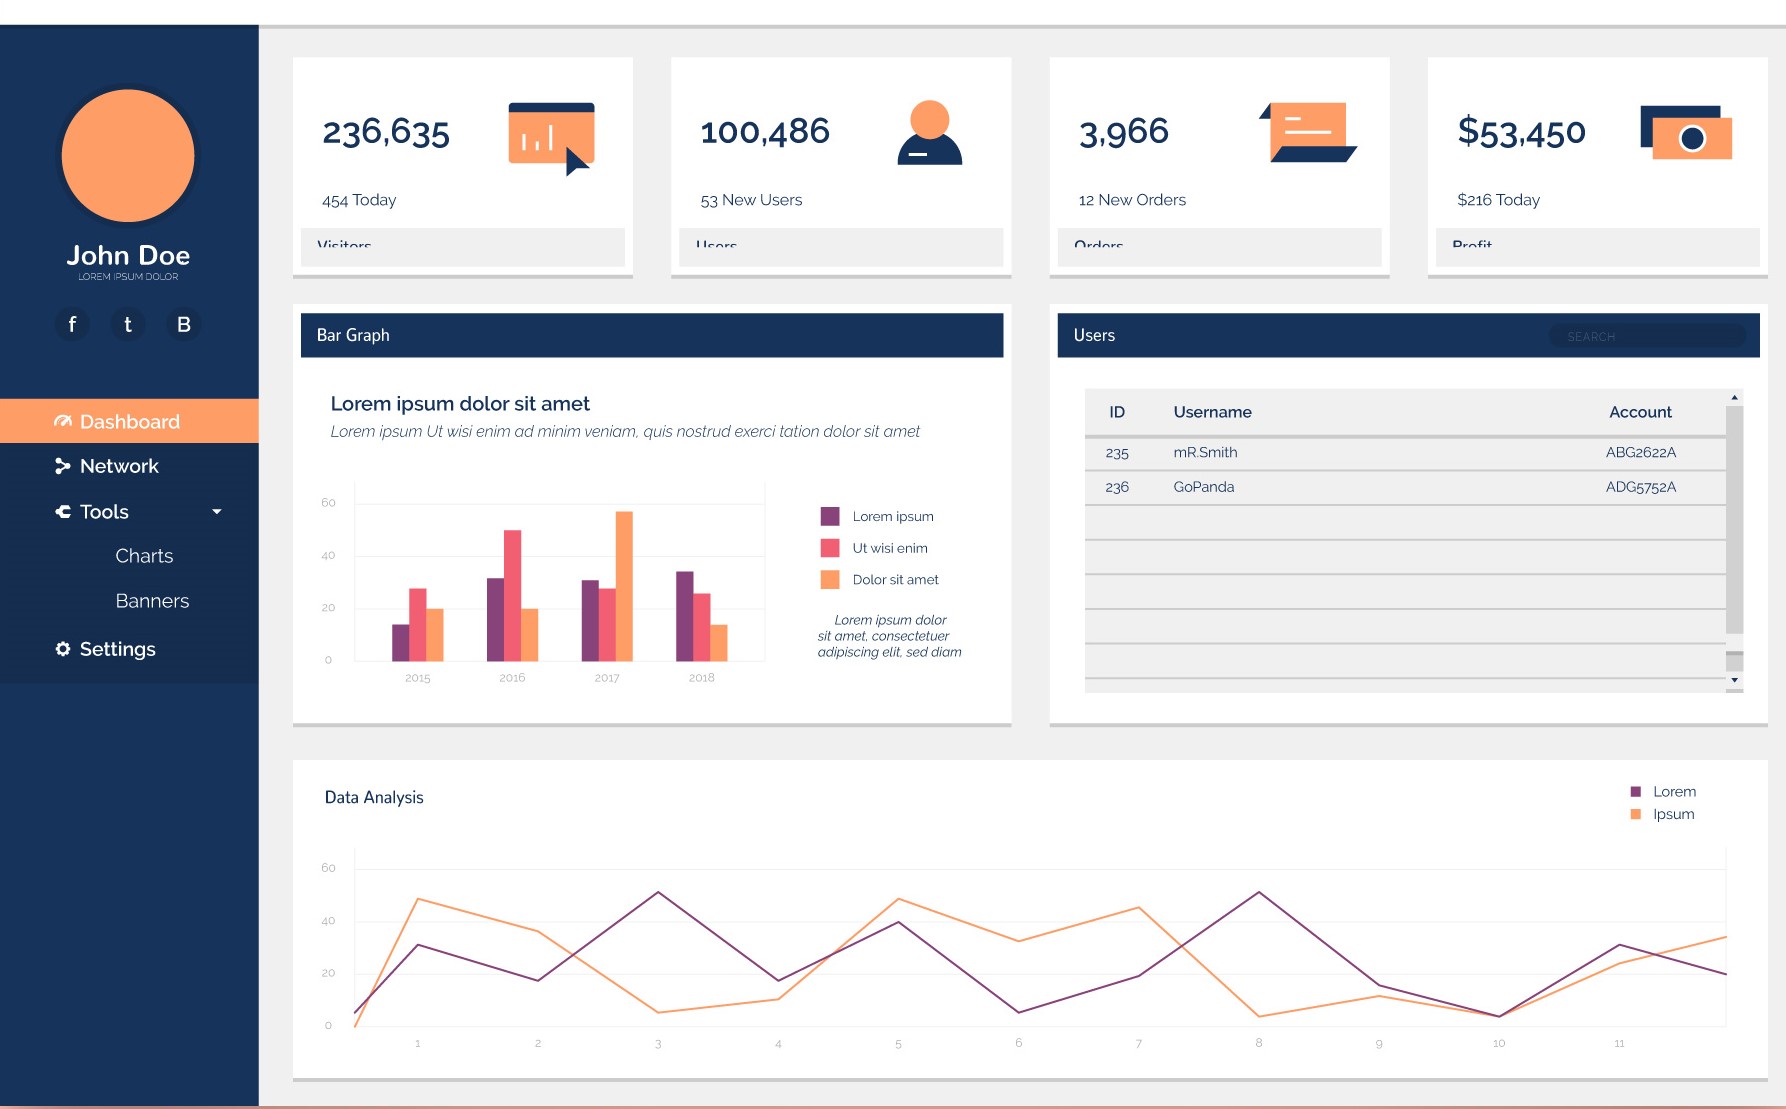 John Doe
LOREM IPSUM DOLOR
f t B
Dashboard
Network
Tools
Charts
Banners
Settings
236,635
454 Today
Visitors
100,486
53 New Users
Users
3,966
12 New Orders
Orders
$53,450
$216 Today
Profit
Bar Graph
Lorem ipsum dolor sit amet
Lorem ipsum Ut wisi enim ad minim veniam, quis nostrud exerci tation dolor sit amet
60
40
20
0
2015 2016 2017 2018
Lorem ipsum
Ut wisi enim
Dolor sit amet
Lorem ipsum dolor
sit amet, consectetuer
adipiscing elit, sed diam
Users
SEARCH
ID Username Account
235 mR.Smith ABG2622A
236 GoPanda ADG5752A
Data Analysis
Lorem
Ipsum
60
40
20
0
1 2 3 4 5 6 7 8 9 10 11